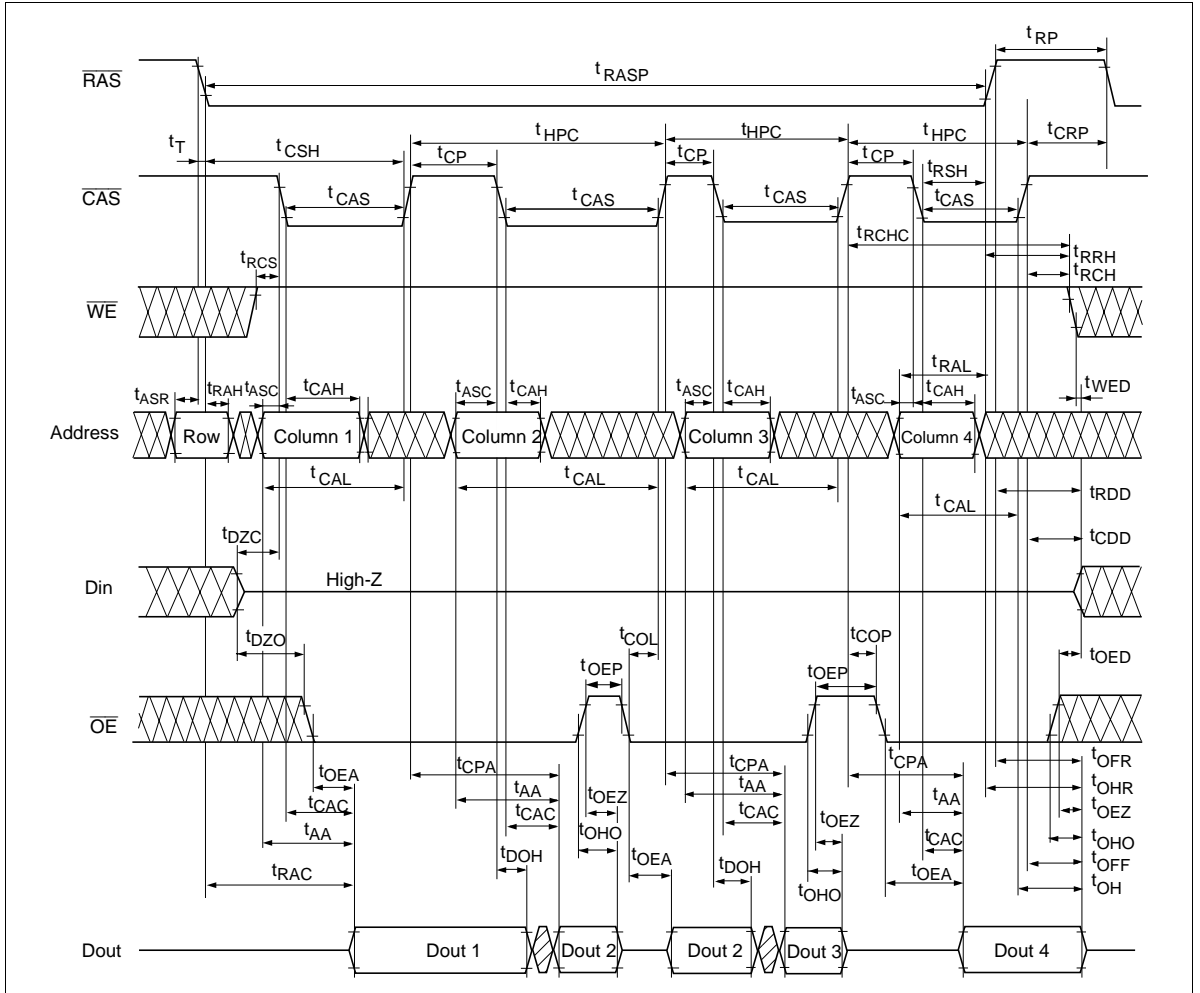 tRP
RAS
tRASP
tT
tCSH
tHPC
tHPC
tHPC
tCRP
tCP
tCP
tCP
tRSH
CAS
tCAS
tCAS
tCAS
tCAS
tRCHC
tRCS
tRRH
tRCH
WE
tRAL
tWED
tASR
tRAH
tASC
tCAH
tASC
tCAH
tASC
tCAH
tASC
tCAH
Address
Row
Column 1
Column 2
Column 3
Column 4
tCAL
tCAL
tCAL
tCAL
tRDD
tDZC
tCDD
Din
High-Z
tDZO
tCOL
tCOP
tOED
tOEP
tOEP
OE
tOEA
tCPA
tCPA
tCPA
tOFR
tAA
tAA
tAA
tOHR
tCAC
tCAC
tOEZ
tCAC
tOEZ
tCAC
tOEZ
tAA
tOHO
tOHO
tRAC
tDOH
tOEA
tDOH
tOHO
tOEA
tOFF
tOH
Dout
Dout 1
Dout 2
Dout 2
Dout 3
Dout 4